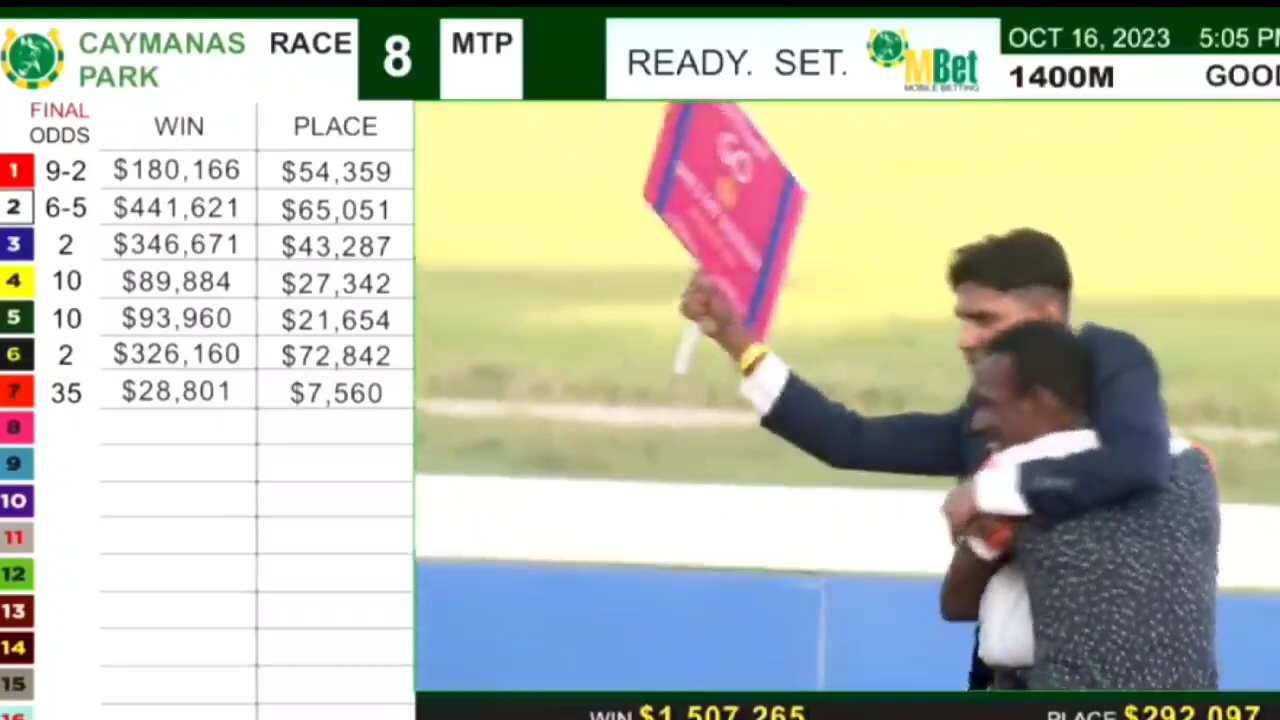 CAYMANAS PARK
RACE 8
MTP
READY. SET.
MBet
MOBILE BETTING
OCT 16, 2023 5:05 PM
1400M GOO
FINAL ODDS WIN PLACE
1 9-2 $180,166 $54,359
2 6-5 $441,621 $65,051
3 2 $346,671 $43,287
4 10 $89,884 $27,342
5 10 $93,960 $21,654
6 2 $326,160 $72,842
7 35 $28,801 $7,560
8
9
10
11
12
13
14
15
16
WIN $1,507,265 PLACE $292,097